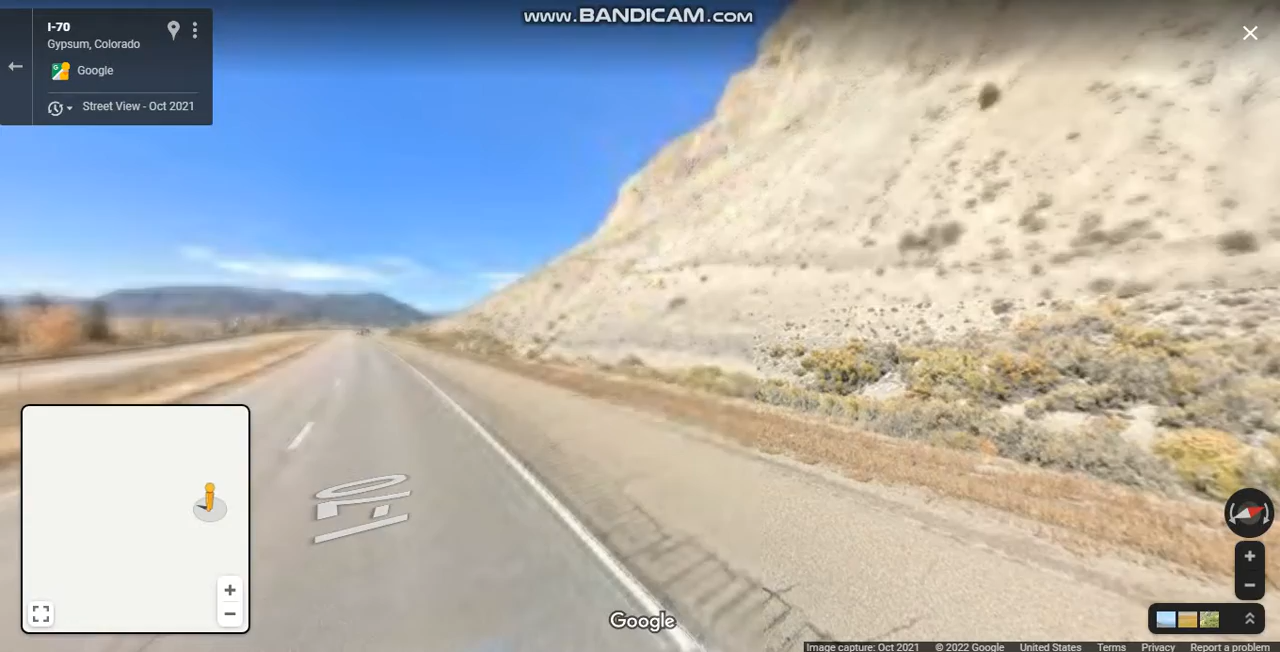 www.BANDICAM.com
I-70
Gypsum, Colorado
Google
Street View - Oct 2021
I-70
Google
Image capture: Oct 2021 © 2022 Google United States Terms Privacy Report a problem